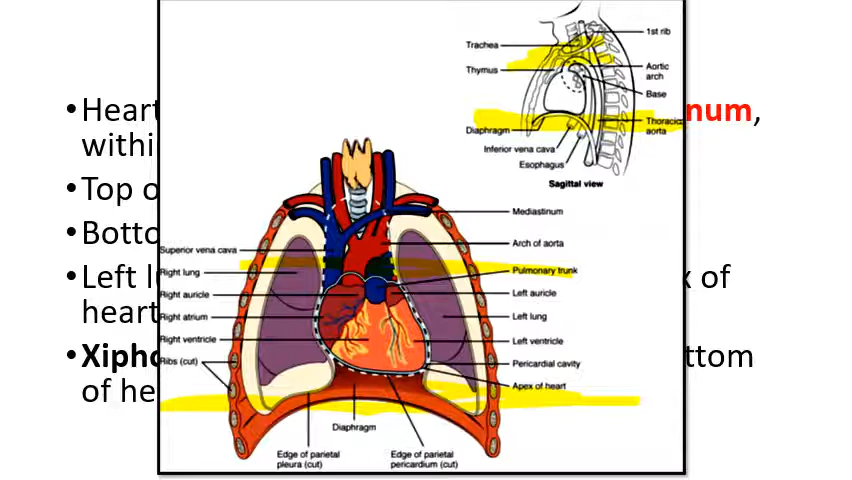 •Heart
num,
withi
•Top o
•Botto
•Left lu
x of
heart
•Xipho
ttom
of he
Trachea
Thymus
Diaphragm
Inferior vena cava
Esophagus
1st rib
Aortic
arch
Base
Thoracic
aorta
Sagittal view
Superior vena cava
Right lung
Right auricle
Right atrium
Right ventricle
Ribs (cut)
Mediastinum
Arch of aorta
Pulmonary trunk
Left auricle
Left lung
Left ventricle
Pericardial cavity
Apex of heart
Diaphragm
Edge of parietal
pleura (cut)
Edge of parietal
pericardium (cut)